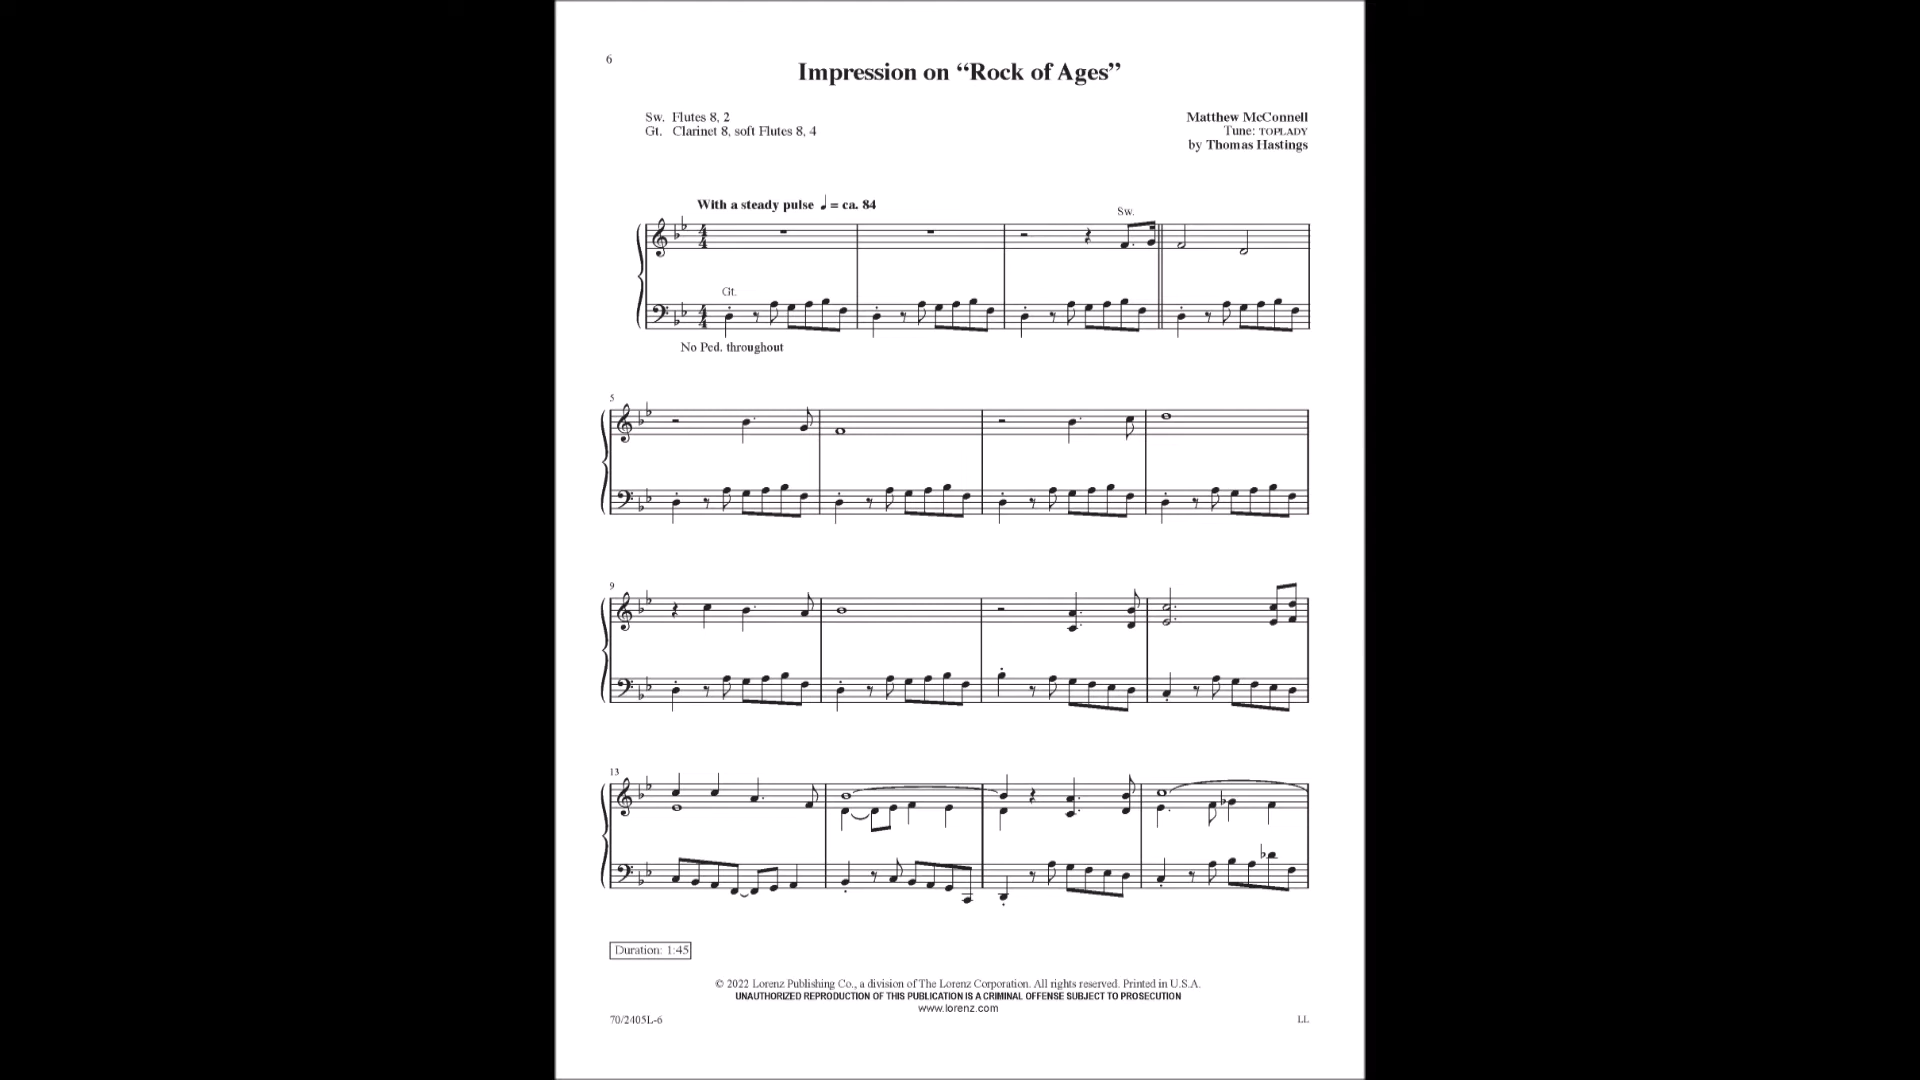 6
Impression on “Rock of Ages”
Sw. Flutes 8, 2
Gt. Clarinet 8, soft Flutes 8, 4
Matthew McConnell
Tune: TOPLADY
by Thomas Hastings
With a steady pulse ♩ = ca. 84
Sw.
Gt.
No Ped. throughout
5
9
13
Duration: 1:45
© 2022 Lorenz Publishing Co., a division of The Lorenz Corporation. All rights reserved. Printed in U.S.A.
UNAUTHORIZED REPRODUCTION OF THIS PUBLICATION IS A CRIMINAL OFFENSE SUBJECT TO PROSECUTION
www.lorenz.com
70/2405L-6
LL